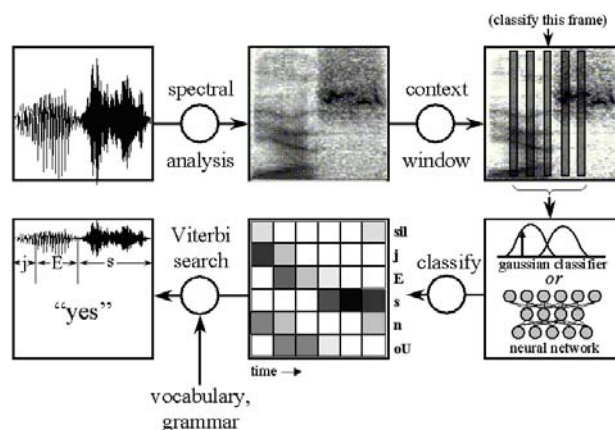 (classify this frame)
spectral
analysis
context
window
gaussian classifier
or
neural network
classify
sil
j
E
s
n
oU
time →
Viterbi
search
vocabulary,
grammar
j E s
“yes”